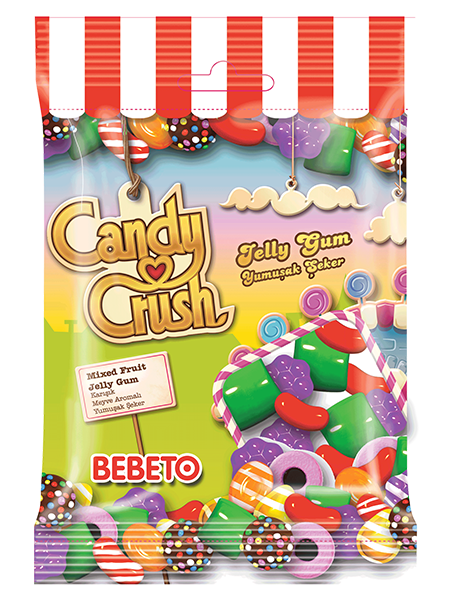 Candy
Crush
Jelly Gum
Yumuşak Şeker
Mixed Fruit
Jelly Gum
Karışık
Meyve Aromalı
Yumuşak Şeker
BEBETO